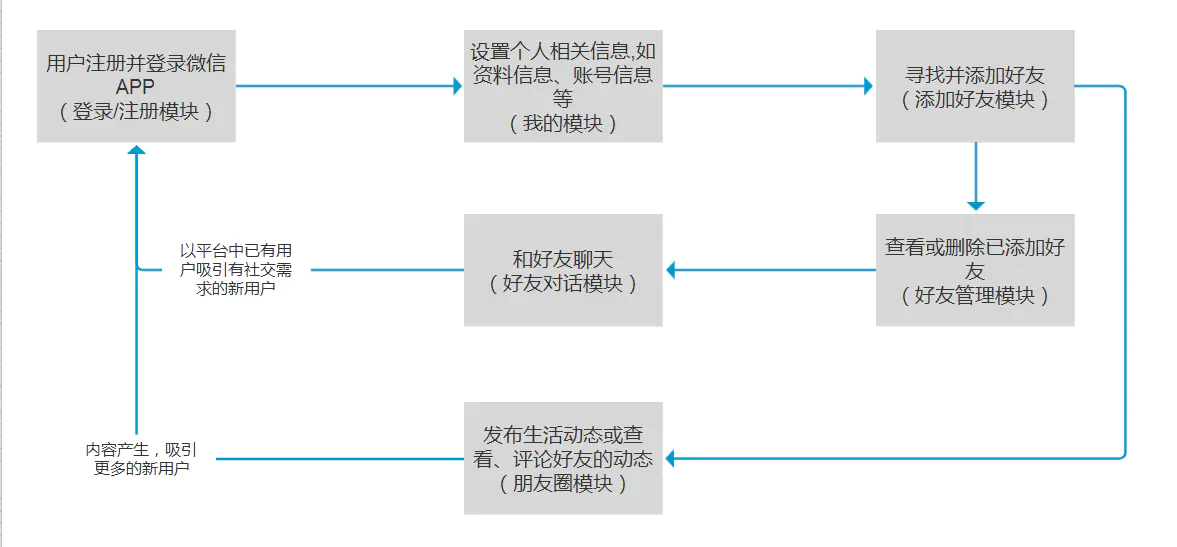 用户注册并登录微信
APP
（登录/注册模块）
设置个人相关信息,如
资料信息、账号信息
等
（我的模块）
寻找并添加好友
（添加好友模块）
以平台中已有用
户吸引有社交需
求的新用户
和好友聊天
（好友对话模块）
查看或删除已添加好
友
（好友管理模块）
内容产生，吸引
更多的新用户
发布生活动态或查
看、评论好友的动态
（朋友圈模块）